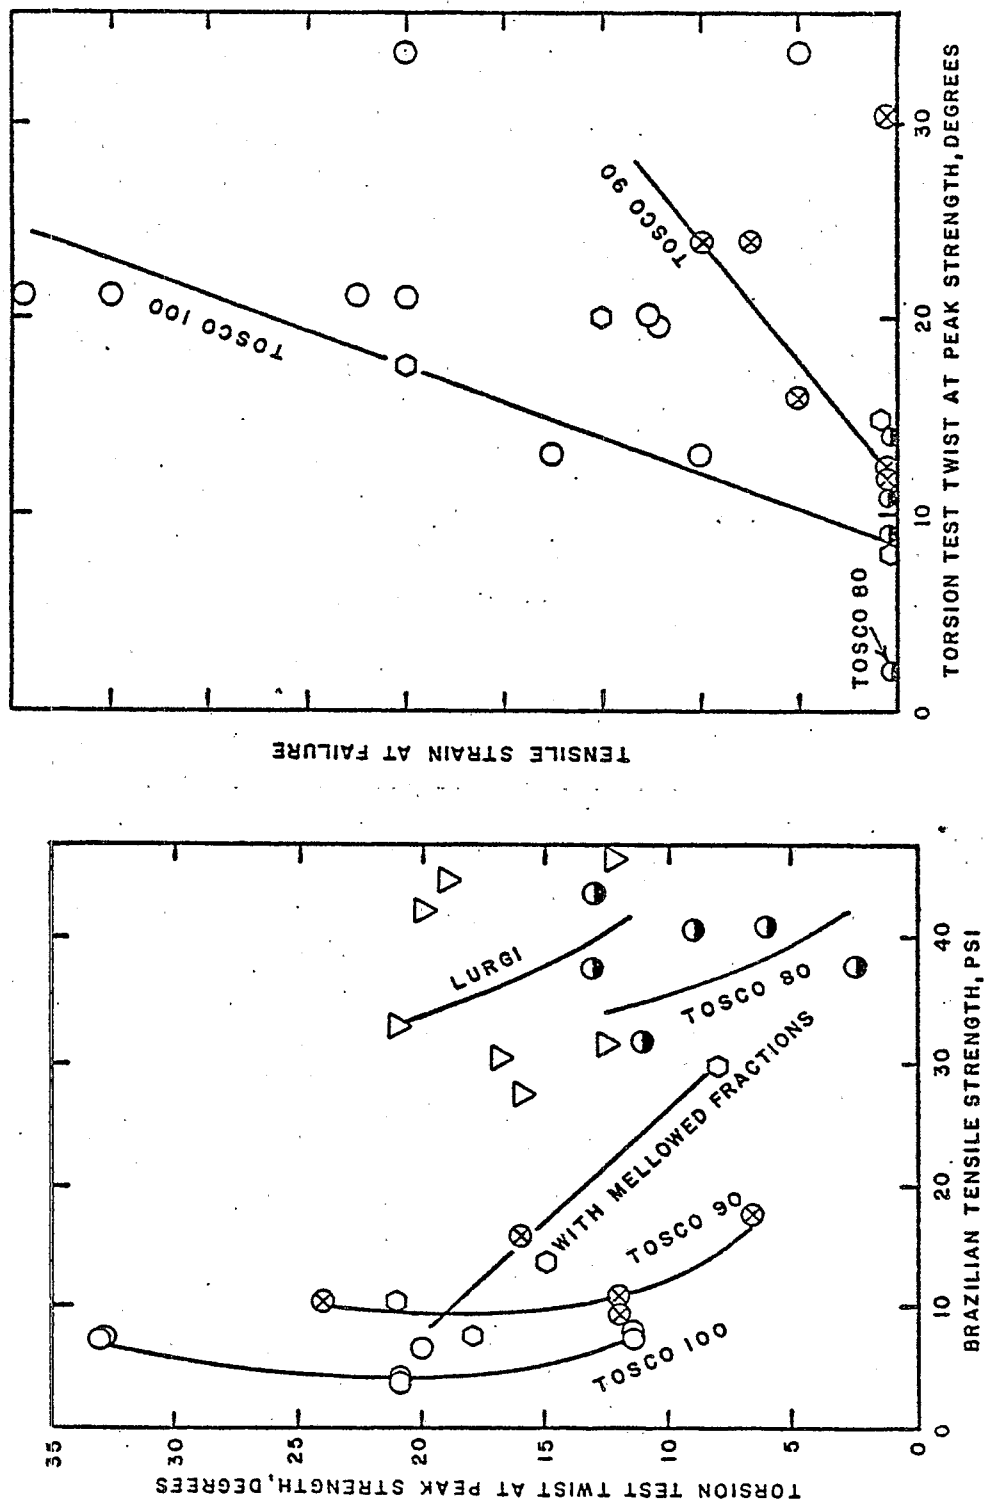 TORSION TEST TWIST AT PEAK STRENGTH, DEGREES
35
30
25
20
15
10
5
0
0
10
20
30
40
BRAZILIAN TENSILE STRENGTH, PSI
LURGI
TOSCO 80
WITH MELLOWED FRACTIONS
TOSCO 90
TOSCO 100
TENSILE STRAIN AT FAILURE
TOSCO 100
TOSCO 90
TOSCO 80
0
10
20
30
TORSION TEST TWIST AT PEAK STRENGTH, DEGREES